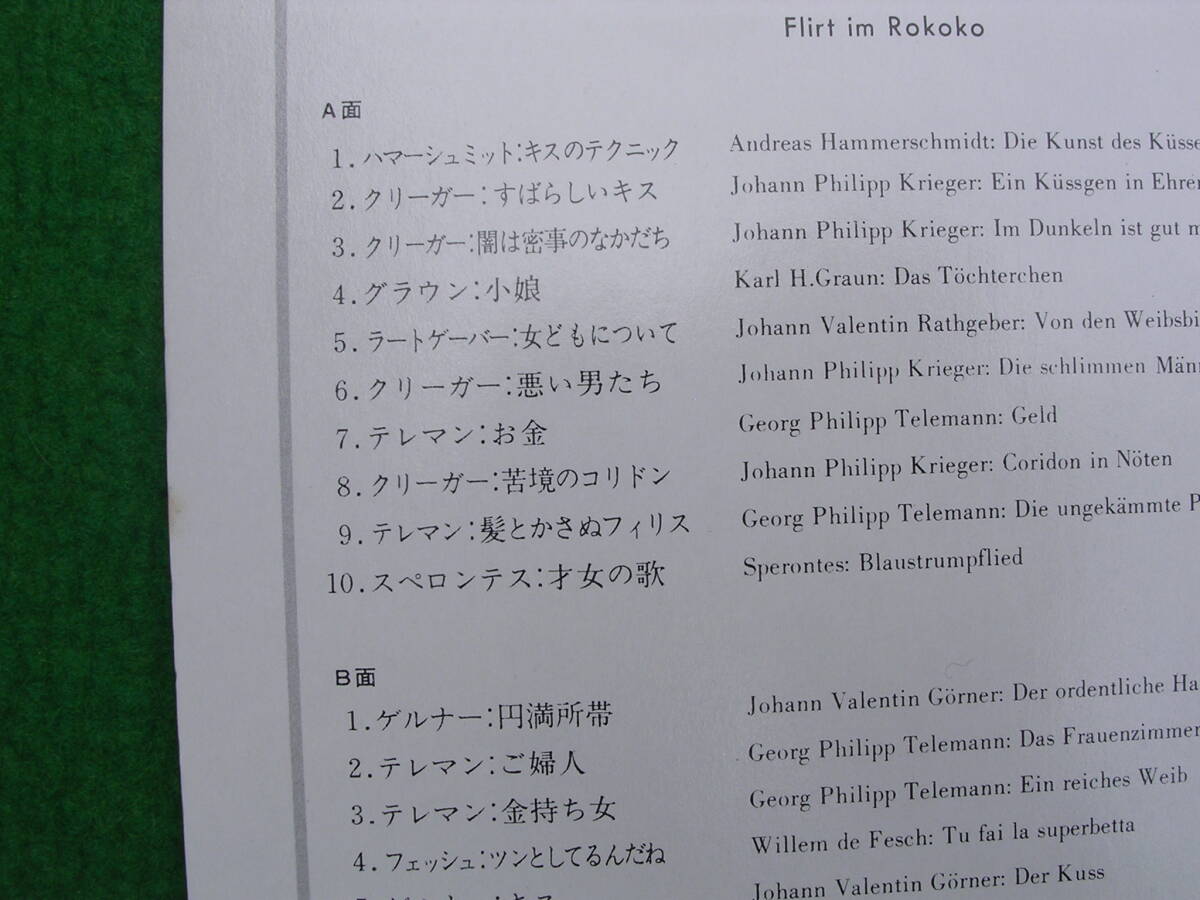 Flirt im Rokoko
A面
1.ハマーシュミット:キスのテクニック Andreas Hammerschmidt: Die Kunst des
2.クリーガー:すばらしいキス Johann Philipp Krieger: Ein Küssgen in
3.クリーガー:闇は密事のなかだち Johann Philipp Krieger: Im Dunkeln ist gut
4.グラウン:小娘 Karl H.Graun: Das Töchterchen
5.ラートゲーバー:女どもについて Johann Valentin Rathgeber: Von den
6.クリーガー:悪い男たち Johann Philipp Krieger: Die schlimmen
7.テレマン:お金 Georg Philipp Telemann: Geld
8.クリーガー:苦境のコリドン Johann Philipp Krieger: Coridon in Nöten
9.テレマン:髪とかさぬフィリス Georg Philipp Telemann: Die ungekämmte
10.スペロンテス:才女の歌 Sperontes: Blaustrumpflied
B面
1.ゲルナー:円満所帯 Johann Valentin Görner: Der ordentliche
2.テレマン:ご婦人 Georg Philipp Telemann: Das Frauenzimmer
3.テレマン:金持ち女 Georg Philipp Telemann: Ein reiches Weib
4.フェッシュ:ツンとしてるんだね Willem de Fesch: Tu fai la superbetta
Johann Valentin Görner: Der Kuss